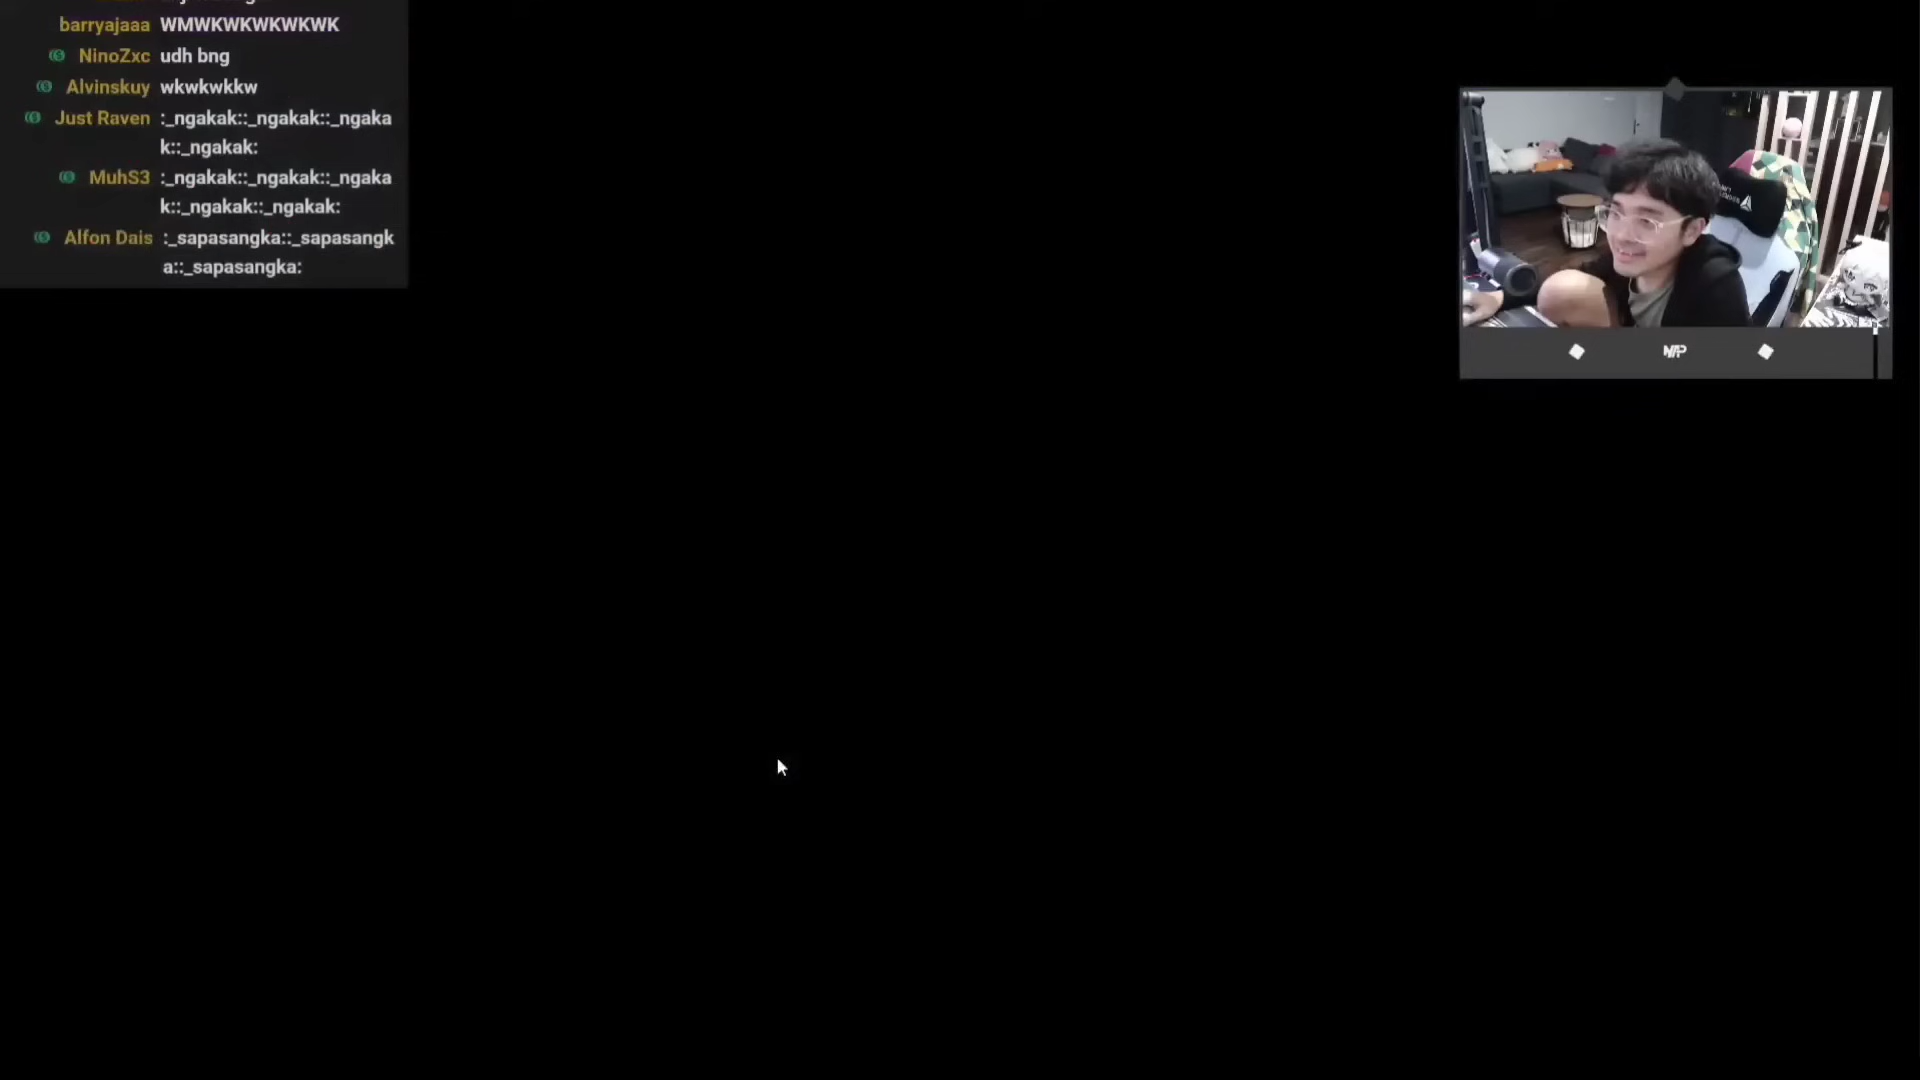 barryajaaa WMWKWKWKWKWK
NinoZxc udh bng
Alvinskuy wkwkwkkw
Just Raven :_ngakak::_ngakak::_ngaka
k::_ngakak:
MuhS3 :_ngakak::_ngakak::_ngaka
k::_ngakak::_ngakak:
Alfon Dais :_sapasangka::_sapasangk
a::_sapasangka: